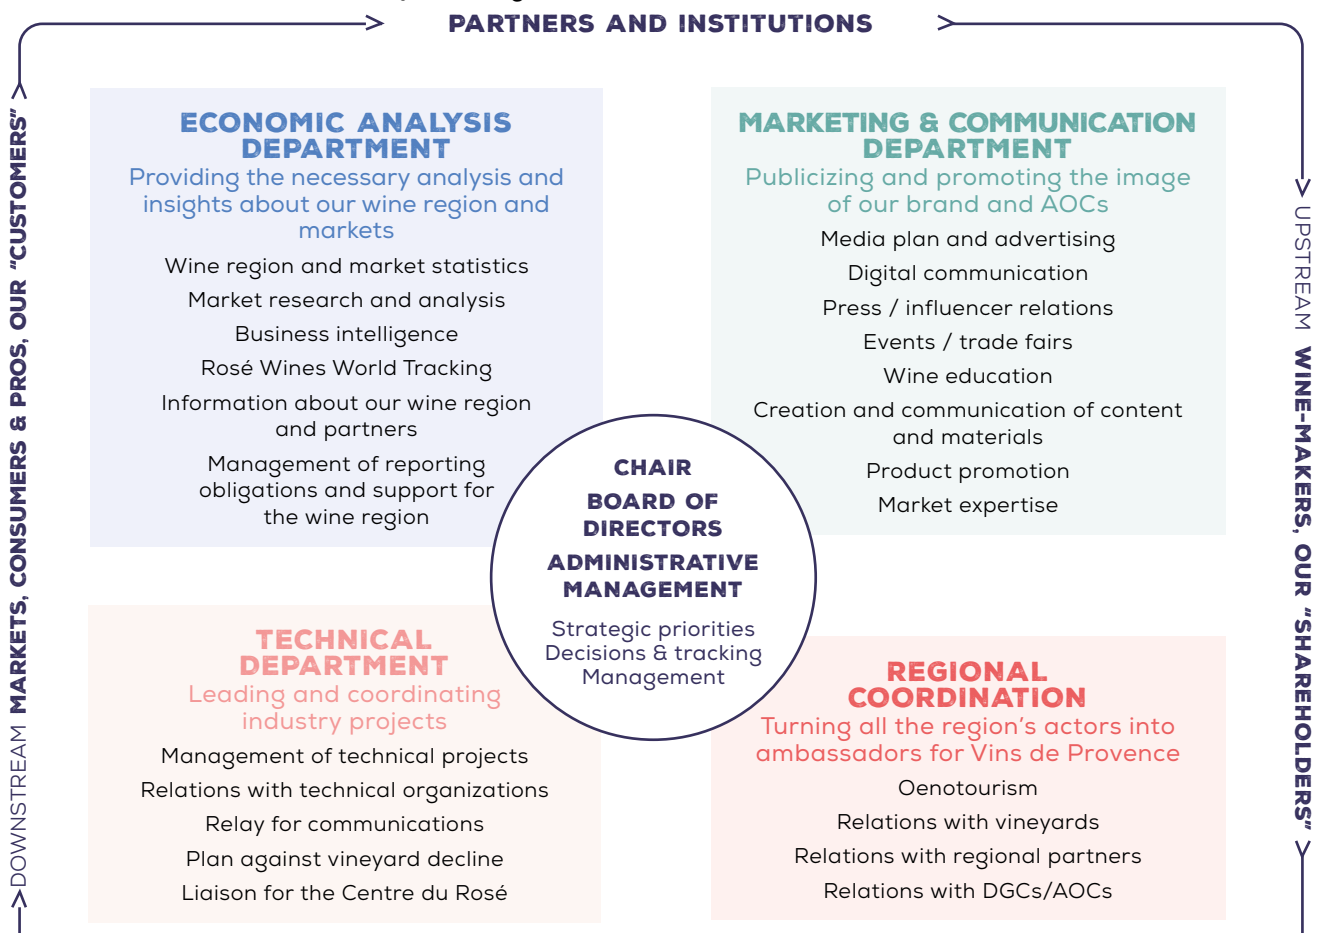 PARTNERS AND INSTITUTIONS
DOWNSTREAM MARKETS, CONSUMERS & PROS, OUR "CUSTOMERS"
ECONOMIC ANALYSIS
DEPARTMENT
Providing the necessary analysis and
insights about our wine region and
markets
Wine region and market statistics
Market research and analysis
Business intelligence
Rosé Wines World Tracking
Information about our wine region
and partners
Management of reporting
obligations and support for
the wine region
MARKETING & COMMUNICATION
DEPARTMENT
Publicizing and promoting the image
of our brand and AOCs
Media plan and advertising
Digital communication
Press / influencer relations
Events / trade fairs
Wine education
Creation and communication of content
and materials
Product promotion
Market expertise
CHAIR
BOARD OF
DIRECTORS
ADMINISTRATIVE
MANAGEMENT
Strategic priorities
Decisions & tracking
Management
TECHNICAL
DEPARTMENT
Leading and coordinating
industry projects
Management of technical projects
Relations with technical organizations
Relay for communications
Plan against vineyard decline
Liaison for the Centre du Rosé
REGIONAL
COORDINATION
Turning all the region's actors into
ambassadors for Vins de Provence
Oenotourism
Relations with vineyards
Relations with regional partners
Relations with DGCs/AOCs
UPSTREAM WINE-MAKERS, OUR "SHAREHOLDERS"